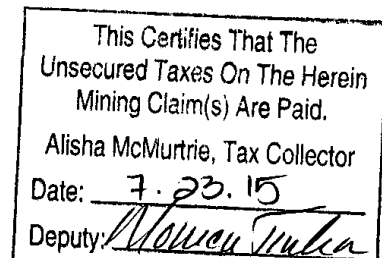 This Certifies That The
Unsecured Taxes On The Herein
Mining Claim(s) Are Paid.
Alisha McMurtrie, Tax Collector
Date: 7.23.15
Deputy: